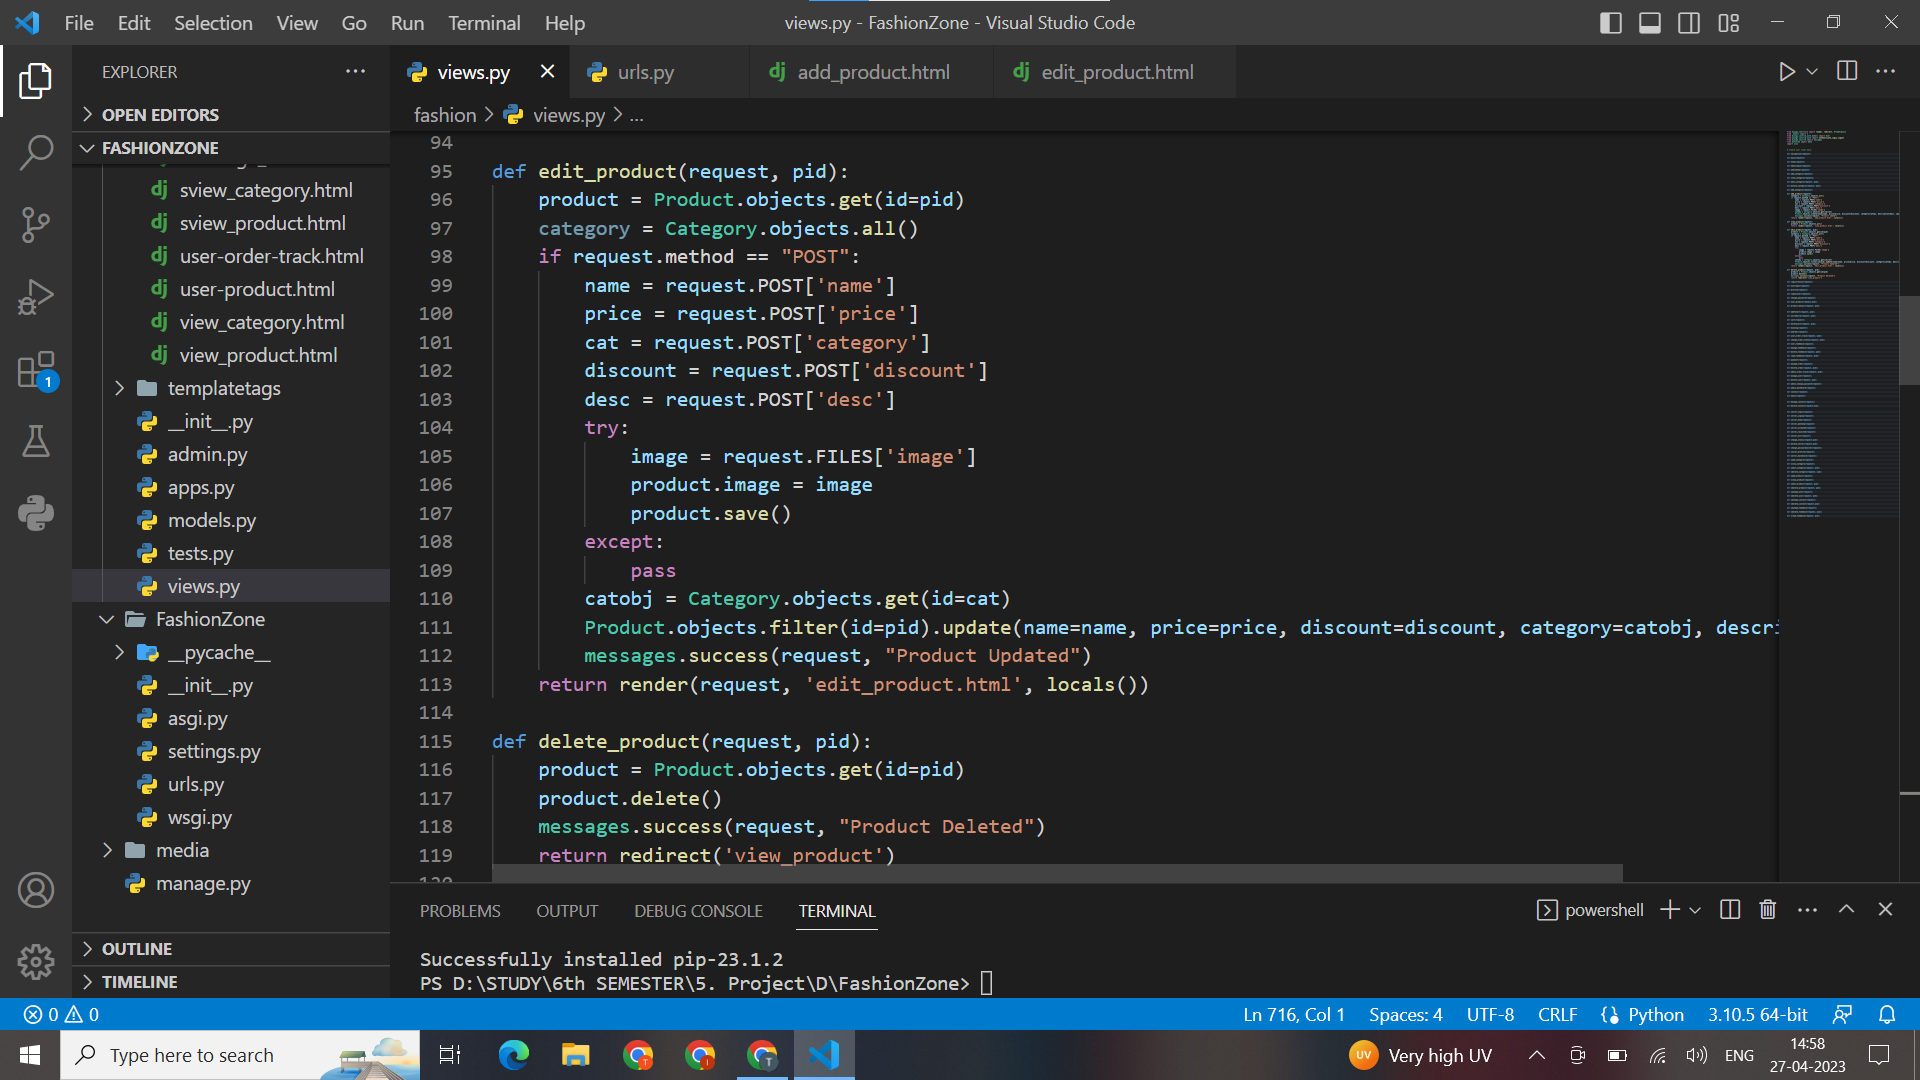 File Edit Selection View Go Run Terminal Help
views.py - FashionZone - Visual Studio Code
EXPLORER
views.py
urls.py
add_product.html
edit_product.html
OPEN EDITORS
fashion > views.py > ...
FASHIONZONE
sview_category.html
sview_product.html
user-order-track.html
user-product.html
view_category.html
view_product.html
templatetags
__init__.py
admin.py
apps.py
models.py
tests.py
views.py
FashionZone
__pycache__
__init__.py
asgi.py
settings.py
urls.py
wsgi.py
media
manage.py
OUTLINE
TIMELINE
1
94
95 def edit_product(request, pid):
96     product = Product.objects.get(id=pid)
97     category = Category.objects.all()
98     if request.method == "POST":
99         name = request.POST['name']
100         price = request.POST['price']
101         cat = request.POST['category']
102         discount = request.POST['discount']
103         desc = request.POST['desc']
104         try:
105             image = request.FILES['image']
106             product.image = image
107             product.save()
108         except:
109             pass
110         catobj = Category.objects.get(id=cat)
111         Product.objects.filter(id=pid).update(name=name, price=price, discount=discount, category=catobj, descri
112         messages.success(request, "Product Updated")
113     return render(request, 'edit_product.html', locals())
114
115 def delete_product(request, pid):
116     product = Product.objects.get(id=pid)
117     product.delete()
118     messages.success(request, "Product Deleted")
119     return redirect('view_product')
PROBLEMS OUTPUT DEBUG CONSOLE TERMINAL
powershell
Successfully installed pip-23.1.2
PS D:\STUDY\6th SEMESTER\5. Project\D\FashionZone>
0 0
Ln 716, Col 1 Spaces: 4 UTF-8 CRLF Python 3.10.5 64-bit
Type here to search
UV Very high UV
ENG
14:58
27-04-2023